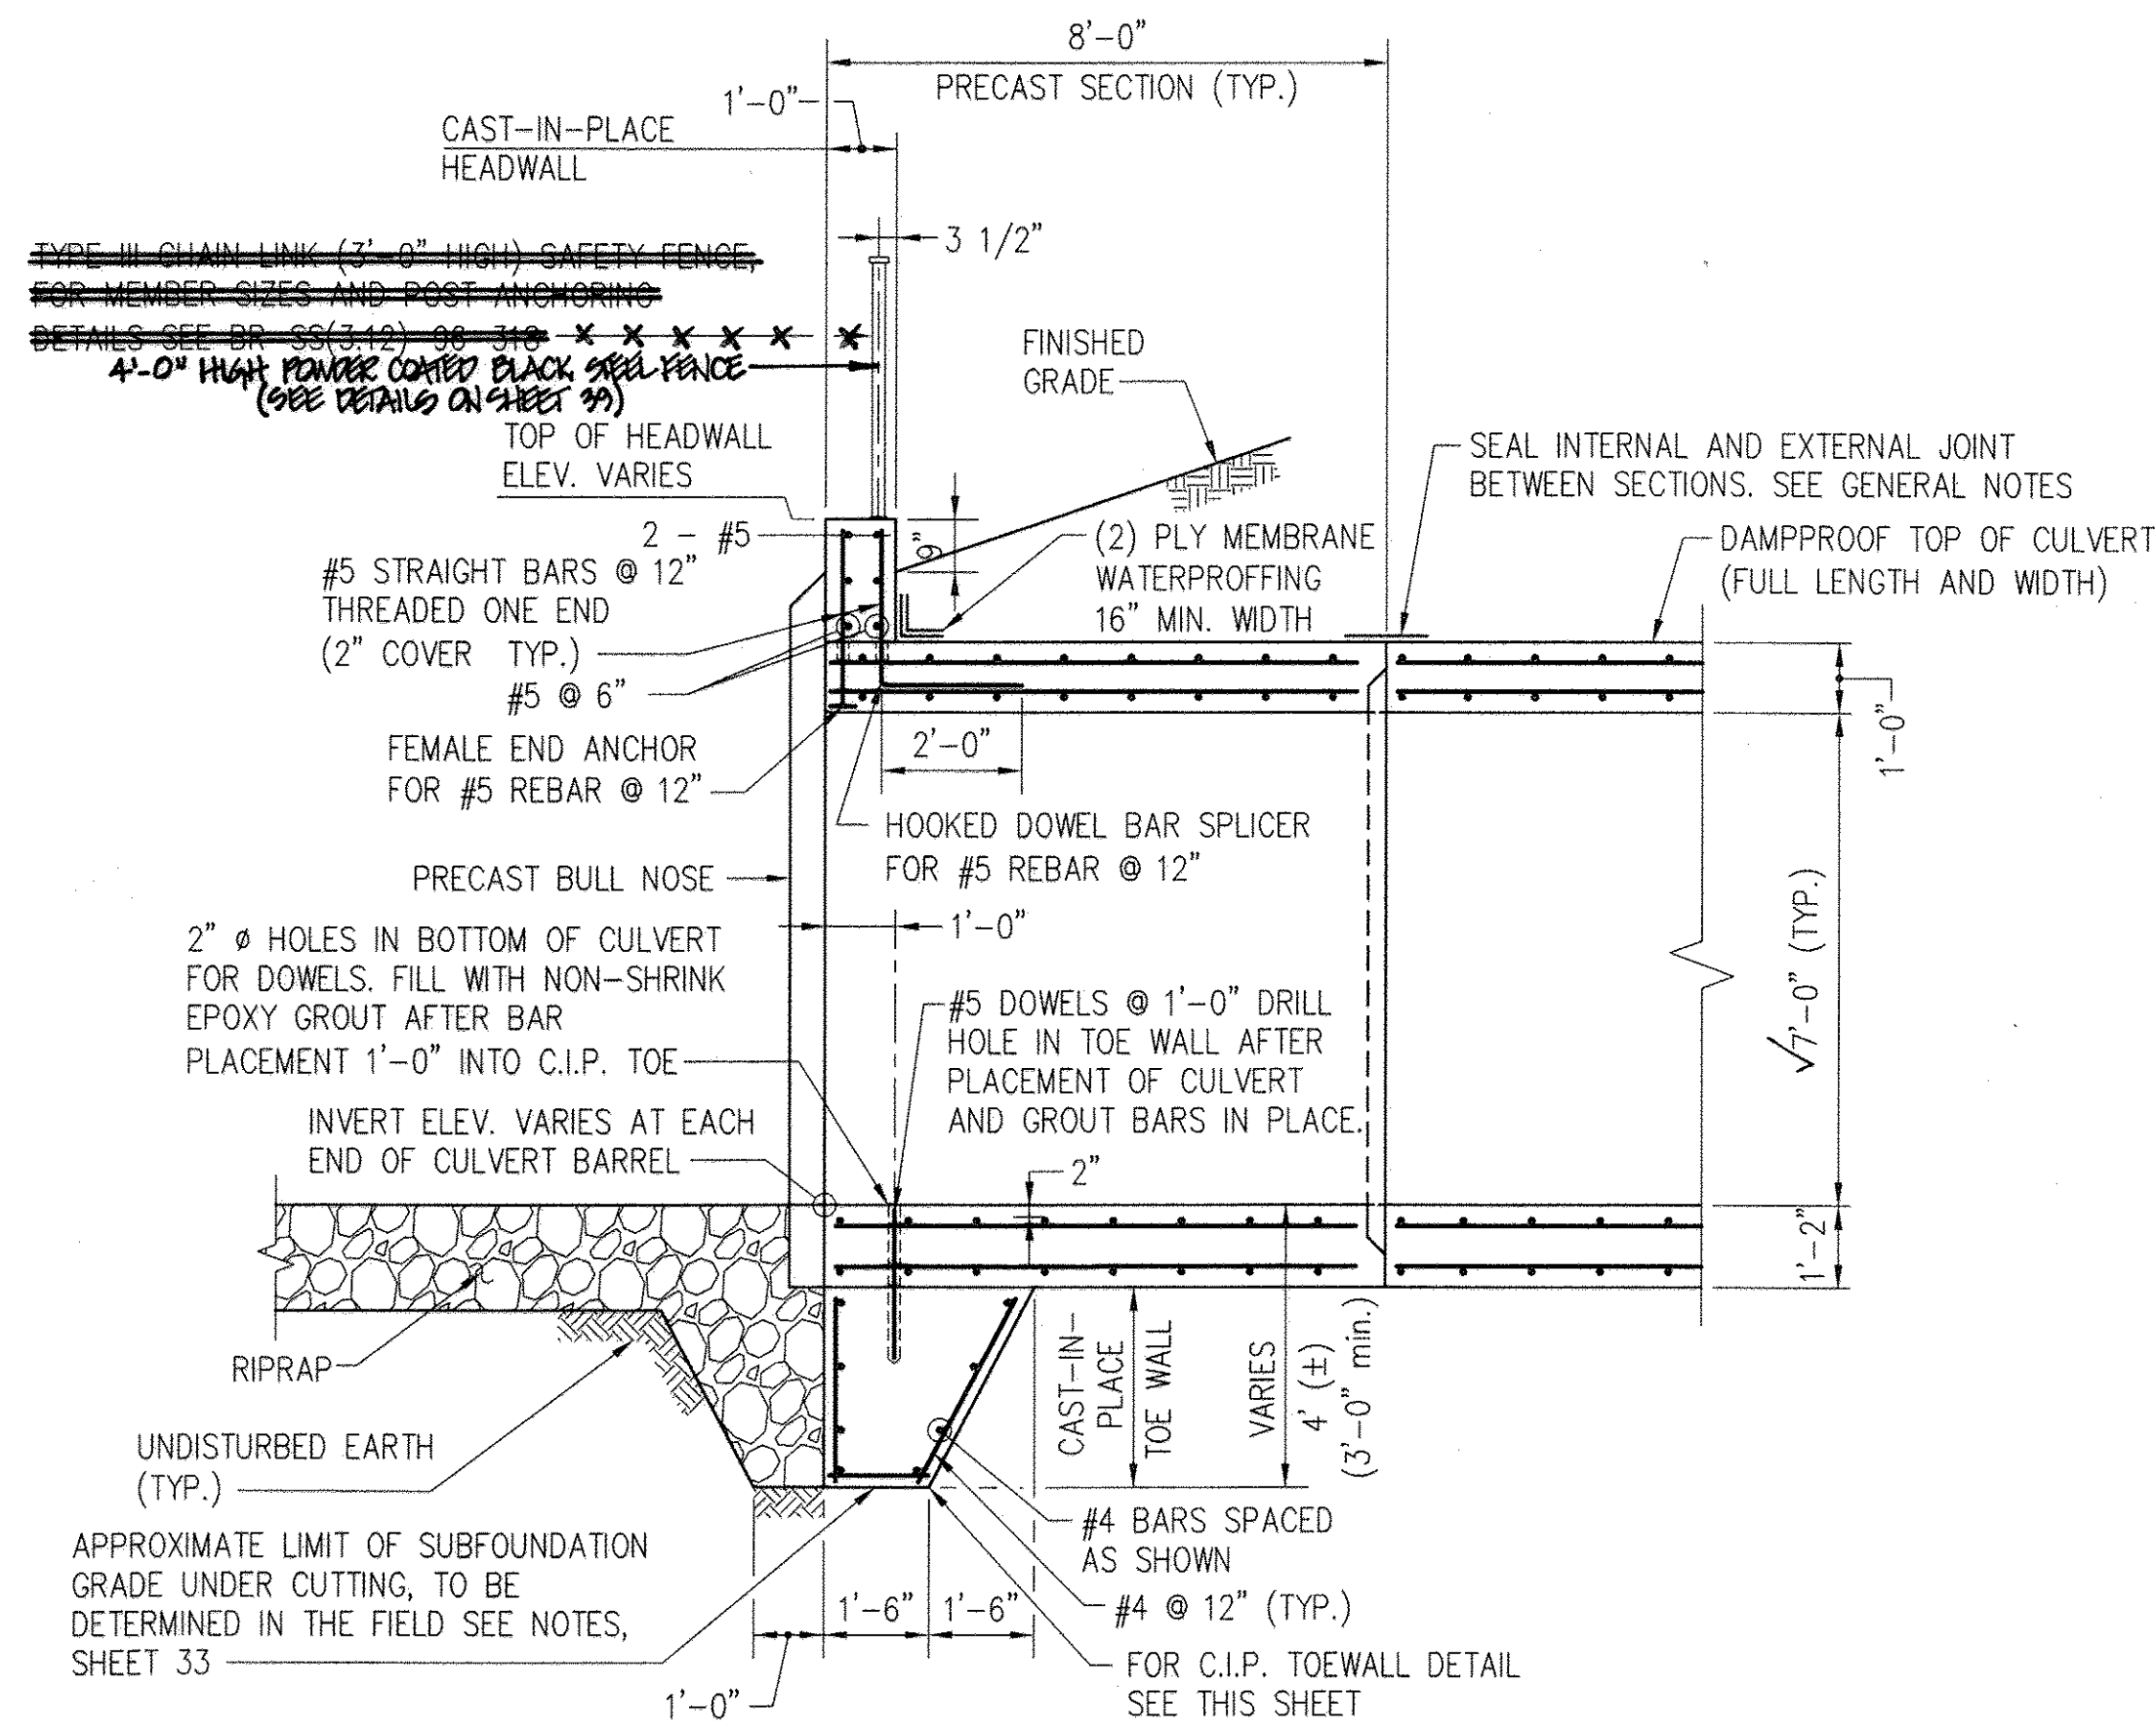 8'-0"
PRECAST SECTION (TYP.)
1'-0"
CAST-IN-PLACE
HEADWALL
3 1/2"
TYPE III CHAIN LINK (3'-0" HIGH) SAFETY FENCE,
FOR MEMBER SIZES AND POST ANCHORING
DETAILS SEE BR SS(3.12)
4'-0" HIGH POWDER COATED BLACK STEEL FENCE
(SEE DETAILS ON SHEET 39)
FINISHED
GRADE
TOP OF HEADWALL
ELEV. VARIES
SEAL INTERNAL AND EXTERNAL JOINT
BETWEEN SECTIONS. SEE GENERAL NOTES
2 - #5
9"
(2) PLY MEMBRANE
WATERPROFFING
16" MIN. WIDTH
DAMPPROOF TOP OF CULVERT
(FULL LENGTH AND WIDTH)
#5 STRAIGHT BARS @ 12"
THREADED ONE END
(2" COVER TYP.)
#5 @ 6"
1'-0"
FEMALE END ANCHOR
FOR #5 REBAR @ 12"
2'-0"
HOOKED DOWEL BAR SPLICER
FOR #5 REBAR @ 12"
PRECAST BULL NOSE
1'-0"
√7'-0" (TYP.)
2" ø HOLES IN BOTTOM OF CULVERT
FOR DOWELS. FILL WITH NON-SHRINK
EPOXY GROUT AFTER BAR
PLACEMENT 1'-0" INTO C.I.P. TOE
#5 DOWELS @ 1'-0" DRILL
HOLE IN TOE WALL AFTER
PLACEMENT OF CULVERT
AND GROUT BARS IN PLACE.
INVERT ELEV. VARIES AT EACH
END OF CULVERT BARREL
2"
1'-2"
RIPRAP
CAST-IN-
PLACE
TOE WALL
VARIES
4' (±)
(3'-0" min.)
UNDISTURBED EARTH
(TYP.)
#4 BARS SPACED
AS SHOWN
APPROXIMATE LIMIT OF SUBFOUNDATION
GRADE UNDER CUTTING, TO BE
DETERMINED IN THE FIELD SEE NOTES,
SHEET 33
1'-6"
1'-6"
#4 @ 12" (TYP.)
1'-0"
FOR C.I.P. TOEWALL DETAIL
SEE THIS SHEET